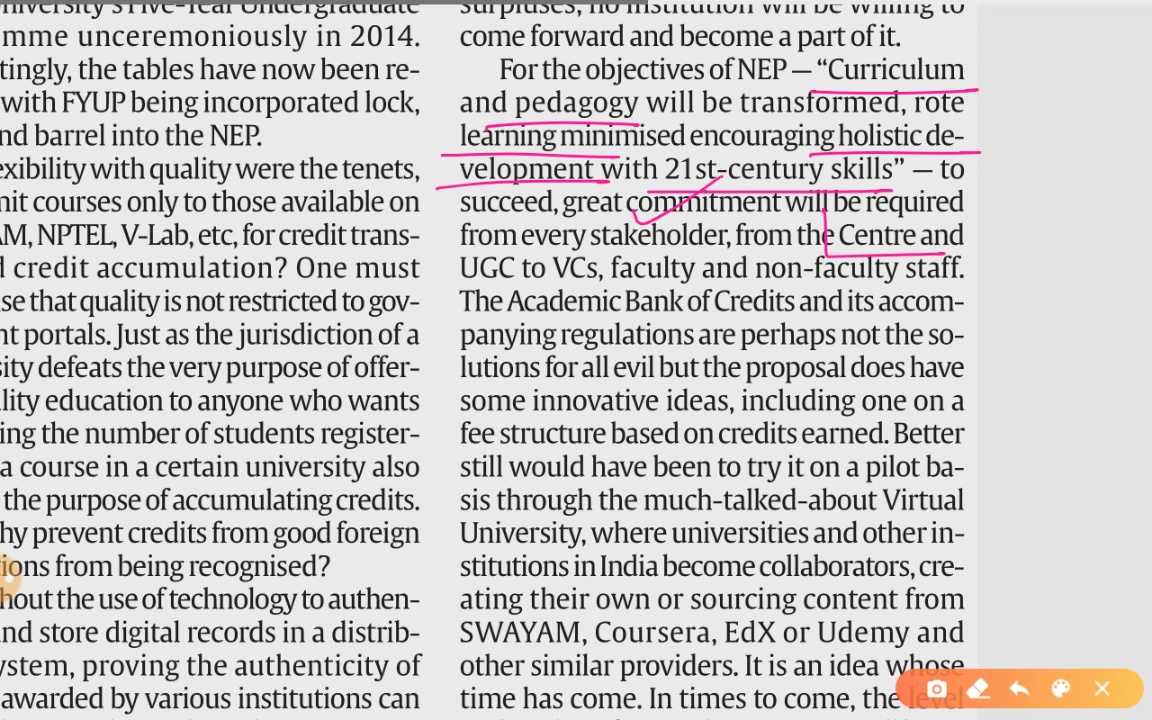 mme unceremoniously in 2014.
tingly, the tables have now been re-
with FYUP being incorporated lock,
nd barrel into the NEP.
exibility with quality were the tenets,
mit courses only to those available on
AM, NPTEL, V-Lab, etc, for credit trans-
d credit accumulation? One must
se that quality is not restricted to gov-
nt portals. Just as the jurisdiction of a
sity defeats the very purpose of offer-
lity education to anyone who wants
ing the number of students register-
a course in a certain university also
the purpose of accumulating credits.
hy prevent credits from good foreign
ions from being recognised?
hout the use of technology to authen-
nd store digital records in a distrib-
ystem, proving the authenticity of
awarded by various institutions can
surpluses, no institution will be willing to
come forward and become a part of it.
For the objectives of NEP — “Curriculum
and pedagogy will be transformed, rote
learning minimised encouraging holistic de-
velopment with 21st-century skills” — to
succeed, great commitment will be required
from every stakeholder, from the Centre and
UGC to VCs, faculty and non-faculty staff.
The Academic Bank of Credits and its accom-
panying regulations are perhaps not the so-
lutions for all evil but the proposal does have
some innovative ideas, including one on a
fee structure based on credits earned. Better
still would have been to try it on a pilot ba-
sis through the much-talked-about Virtual
University, where universities and other in-
stitutions in India become collaborators, cre-
ating their own or sourcing content from
SWAYAM, Coursera, EdX or Udemy and
other similar providers. It is an idea whose
time has come. In times to come, the level